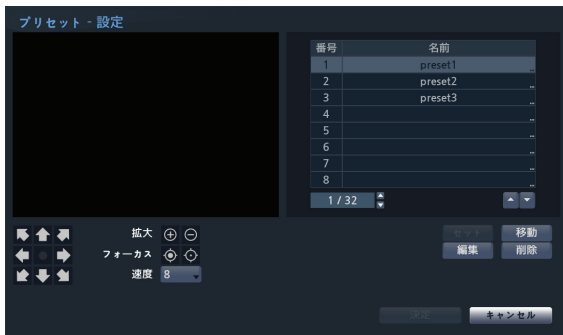 プリセット - 設定
番号 名前
1 preset1 ..
2 preset2 ..
3 preset3 ..
4 ..
5 ..
6 ..
7 ..
8 ..
1 / 32
拡大
セット 移動
フォーカス
編集 削除
速度 8
決定 キャンセル